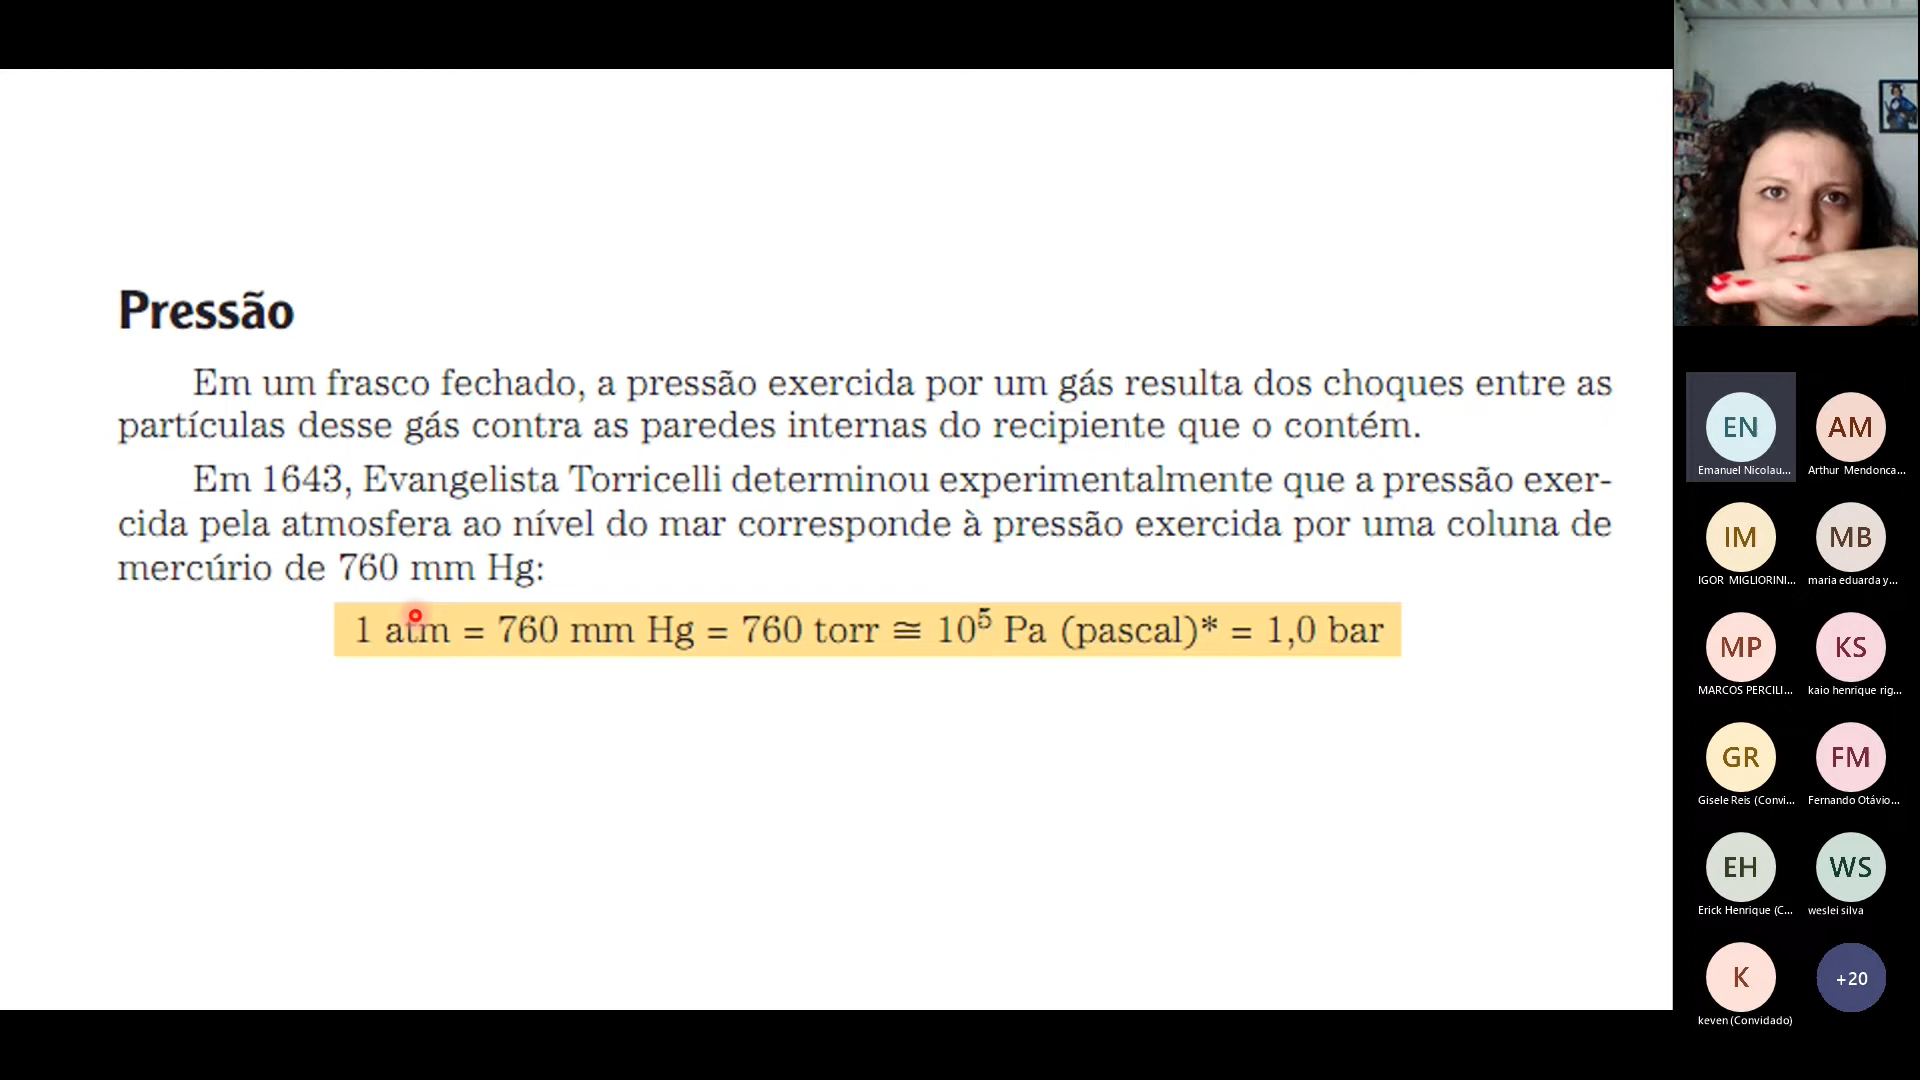 Pressão
Em um frasco fechado, a pressão exercida por um gás resulta dos choques entre as
partículas desse gás contra as paredes internas do recipiente que o contém.
Em 1643, Evangelista Torricelli determinou experimentalmente que a pressão exer-
cida pela atmosfera ao nível do mar corresponde à pressão exercida por uma coluna de
mercúrio de 760 mm Hg:
1 atm = 760 mm Hg = 760 torr ≅ 10⁵ Pa (pascal)* = 1,0 bar
EN
Emanuel Nicolau...
AM
Arthur Mendonca...
IM
IGOR MIGLIORINI...
MB
maria eduarda y...
MP
MARCOS PERCILI...
KS
kaio henrique rig...
GR
Gisele Reis (Convi...
FM
Fernando Otávio...
EH
Erick Henrique (C...
WS
weslei silva
K
keven (Convidado)
+20